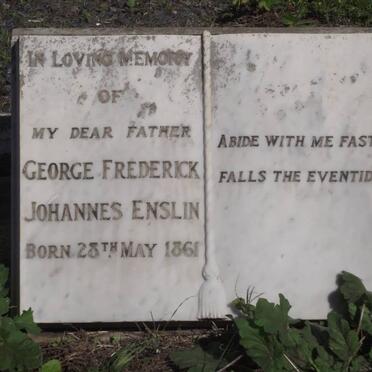 IN LOVING MEMORY
OF
MY DEAR FATHER
GEORGE FREDERICK
JOHANNES ENSLIN
BORN 28TH MAY 1861
ABIDE WITH ME FAST
FALLS THE EVENTID